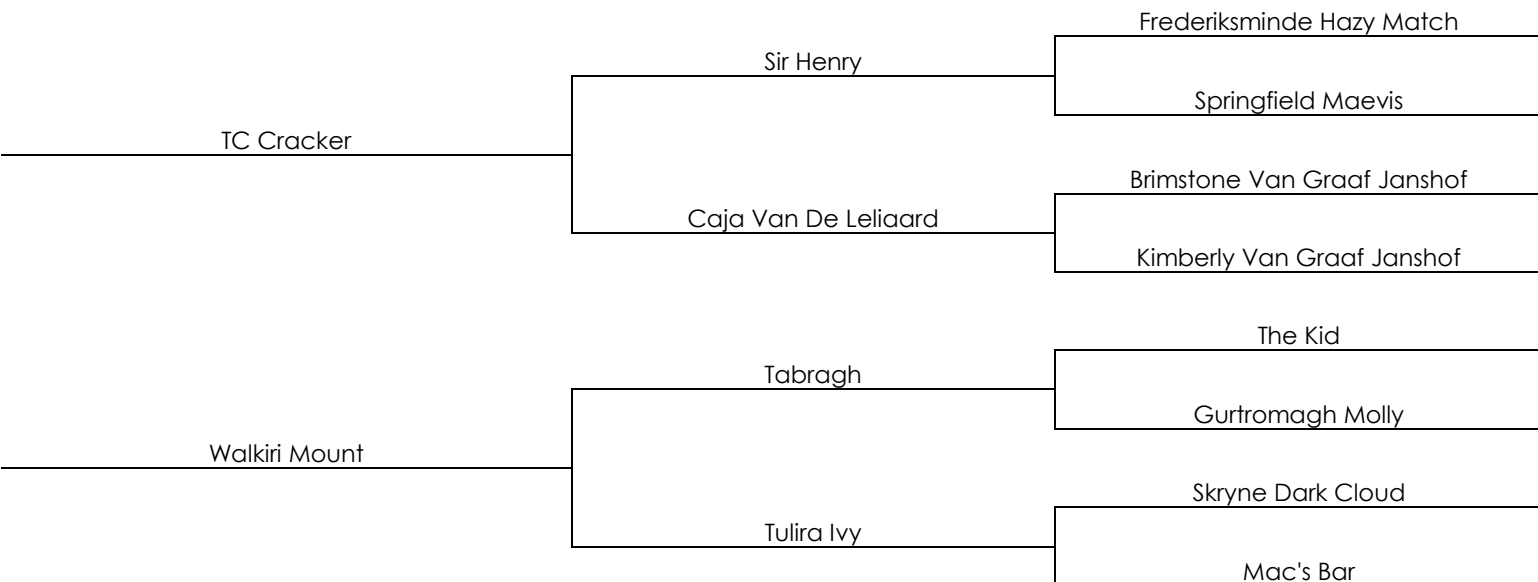 Frederiksminde Hazy Match
Sir Henry
Springfield Maevis
TC Cracker
Brimstone Van Graaf Janshof
Caja Van De Leliaard
Kimberly Van Graaf Janshof
The Kid
Tabragh
Gurtromagh Molly
Walkiri Mount
Skryne Dark Cloud
Tulira Ivy
Mac's Bar